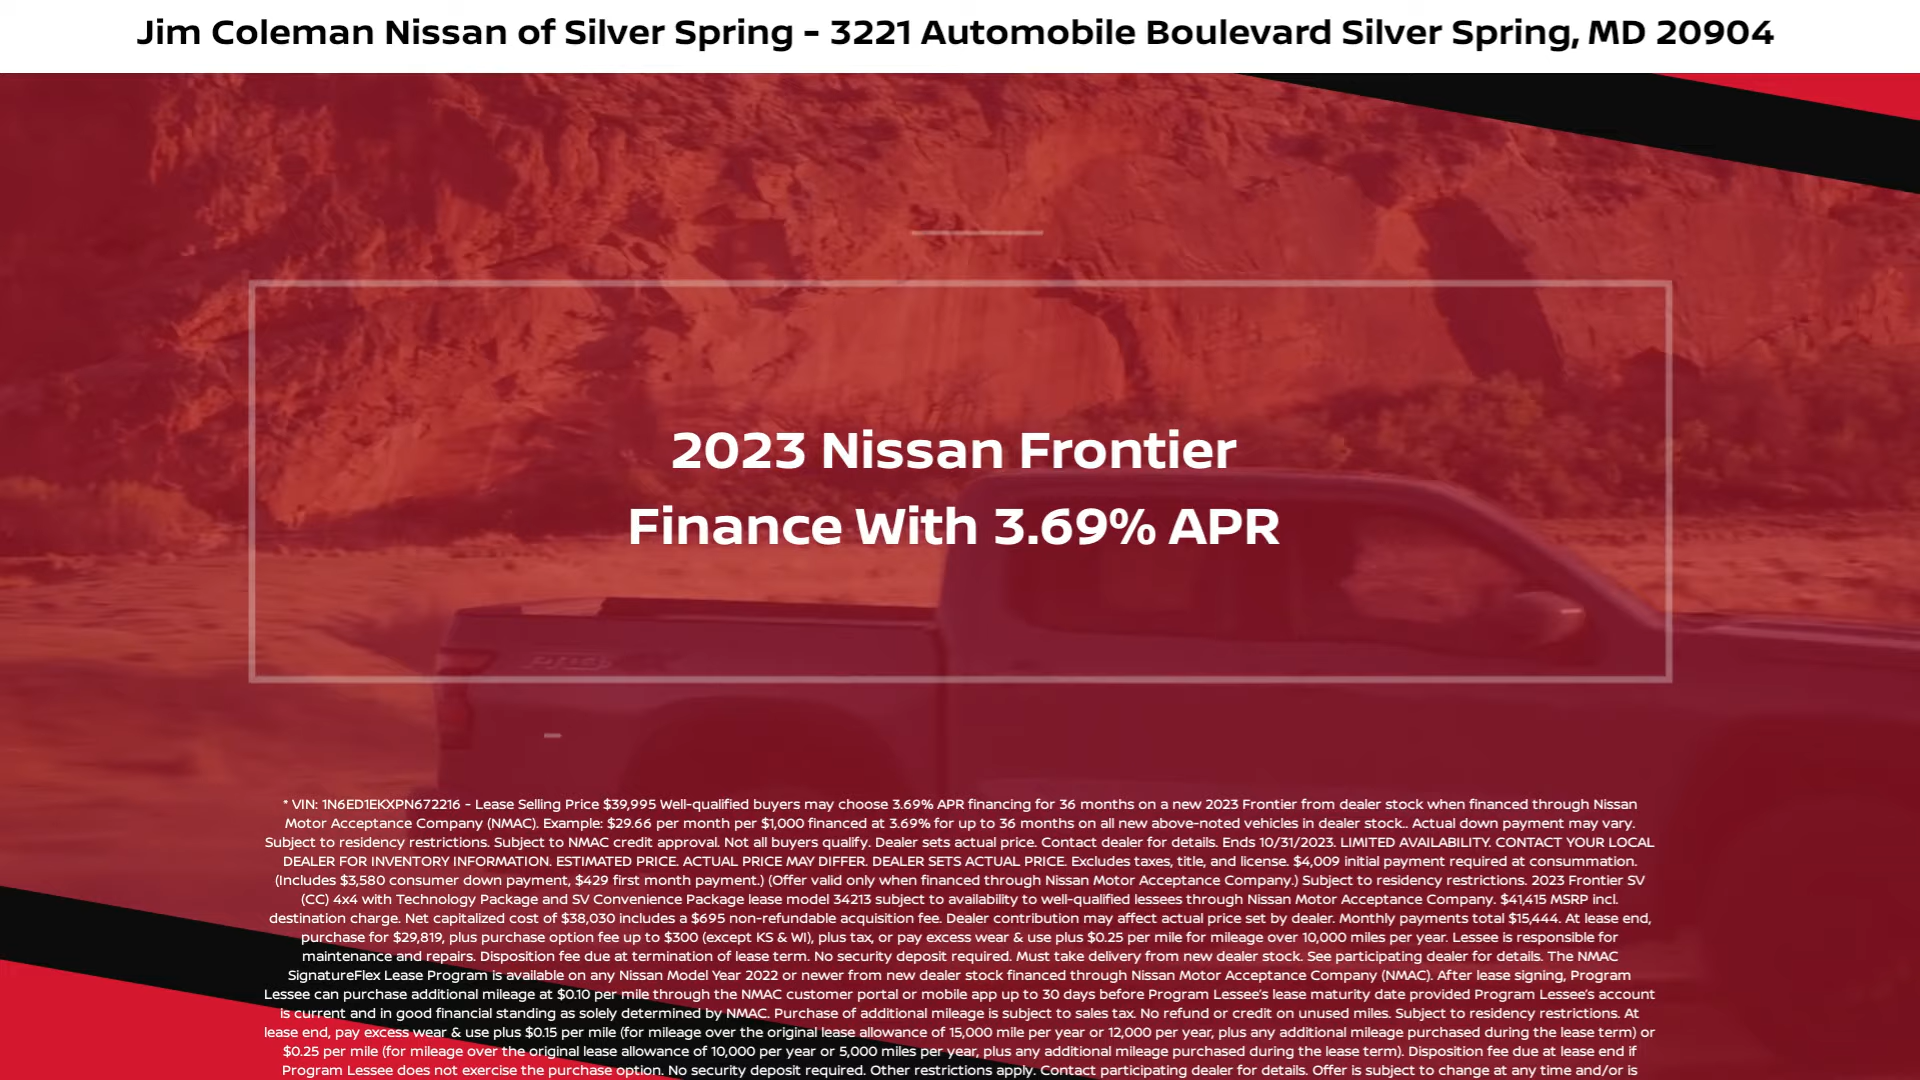 Jim Coleman Nissan of Silver Spring - 3221 Automobile Boulevard Silver Spring, MD 20904
2023 Nissan Frontier
Finance With 3.69% APR
* VIN: 1N6ED1EKXPN672216 - Lease Selling Price $39,995 Well-qualified buyers may choose 3.69% APR financing for 36 months on a new 2023 Frontier from dealer stock when financed through Nissan
Motor Acceptance Company (NMAC). Example: $29.66 per month per $1,000 financed at 3.69% for up to 36 months on all new above-noted vehicles in dealer stock.. Actual down payment may vary.
Subject to residency restrictions. Subject to NMAC credit approval. Not all buyers qualify. Dealer sets actual price. Contact dealer for details. Ends 10/31/2023. LIMITED AVAILABILITY. CONTACT YOUR LOCAL
DEALER FOR INVENTORY INFORMATION. ESTIMATED PRICE. ACTUAL PRICE MAY DIFFER. DEALER SETS ACTUAL PRICE. Excludes taxes, title, and license. $4,009 initial payment required at consummation.
(Includes $3,580 consumer down payment, $429 first month payment.) (Offer valid only when financed through Nissan Motor Acceptance Company.) Subject to residency restrictions. 2023 Frontier SV
(CC) 4x4 with Technology Package and SV Convenience Package lease model 34213 subject to availability to well-qualified lessees through Nissan Motor Acceptance Company. $41,415 MSRP incl.
destination charge. Net capitalized cost of $38,030 includes a $695 non-refundable acquisition fee. Dealer contribution may affect actual price set by dealer. Monthly payments total $15,444. At lease end,
purchase for $29,819, plus purchase option fee up to $300 (except KS & WI), plus tax, or pay excess wear & use plus $0.25 per mile for mileage over 10,000 miles per year. Lessee is responsible for
maintenance and repairs. Disposition fee due at termination of lease term. No security deposit required. Must take delivery from new dealer stock. See participating dealer for details. The NMAC
SignatureFlex Lease Program is available on any Nissan Model Year 2022 or newer from new dealer stock financed through Nissan Motor Acceptance Company (NMAC). After lease signing, Program
Lessee can purchase additional mileage at $0.10 per mile through the NMAC customer portal or mobile app up to 30 days before Program Lessee's lease maturity date provided Program Lessee's account
is current and in good financial standing as solely determined by NMAC. Purchase of additional mileage is subject to sales tax. No refund or credit on unused miles. Subject to residency restrictions. At
lease end, pay excess wear & use plus $0.15 per mile (for mileage over the original lease allowance of 15,000 mile per year or 12,000 per year, plus any additional mileage purchased during the lease term) or
$0.25 per mile (for mileage over the original lease allowance of 10,000 per year or 5,000 miles per year, plus any additional mileage purchased during the lease term). Disposition fee due at lease end if
Program Lessee does not exercise the purchase option. No security deposit required. Other restrictions apply. Contact participating dealer for details. Offer is subject to change at any time and/or is